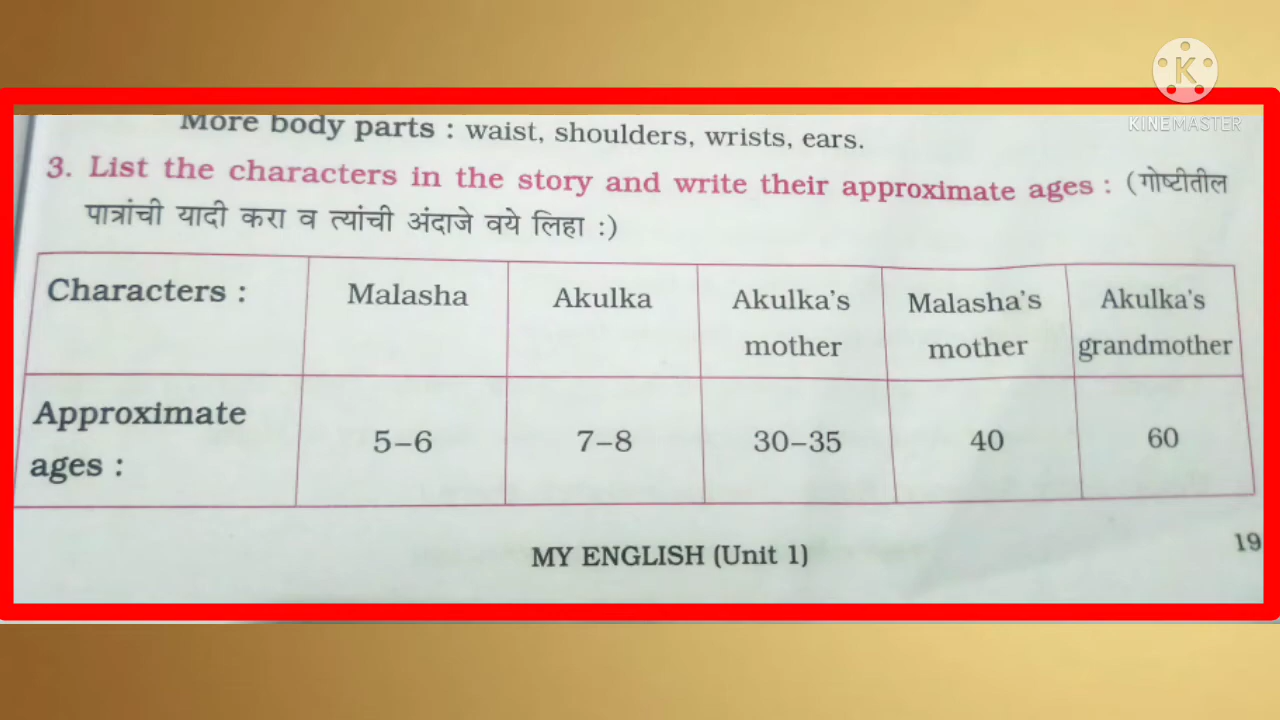 K
KINEMASTER
More body parts : waist, shoulders, wrists, ears.
3. List the characters in the story and write their approximate ages : (गोष्टीतील
पात्रांची यादी करा व त्यांची अंदाजे वये लिहा :)
Characters : Malasha Akulka Akulka's mother Malasha's mother Akulka's grandmother
Approximate ages : 5–6 7–8 30–35 40 60
MY ENGLISH (Unit 1) 19